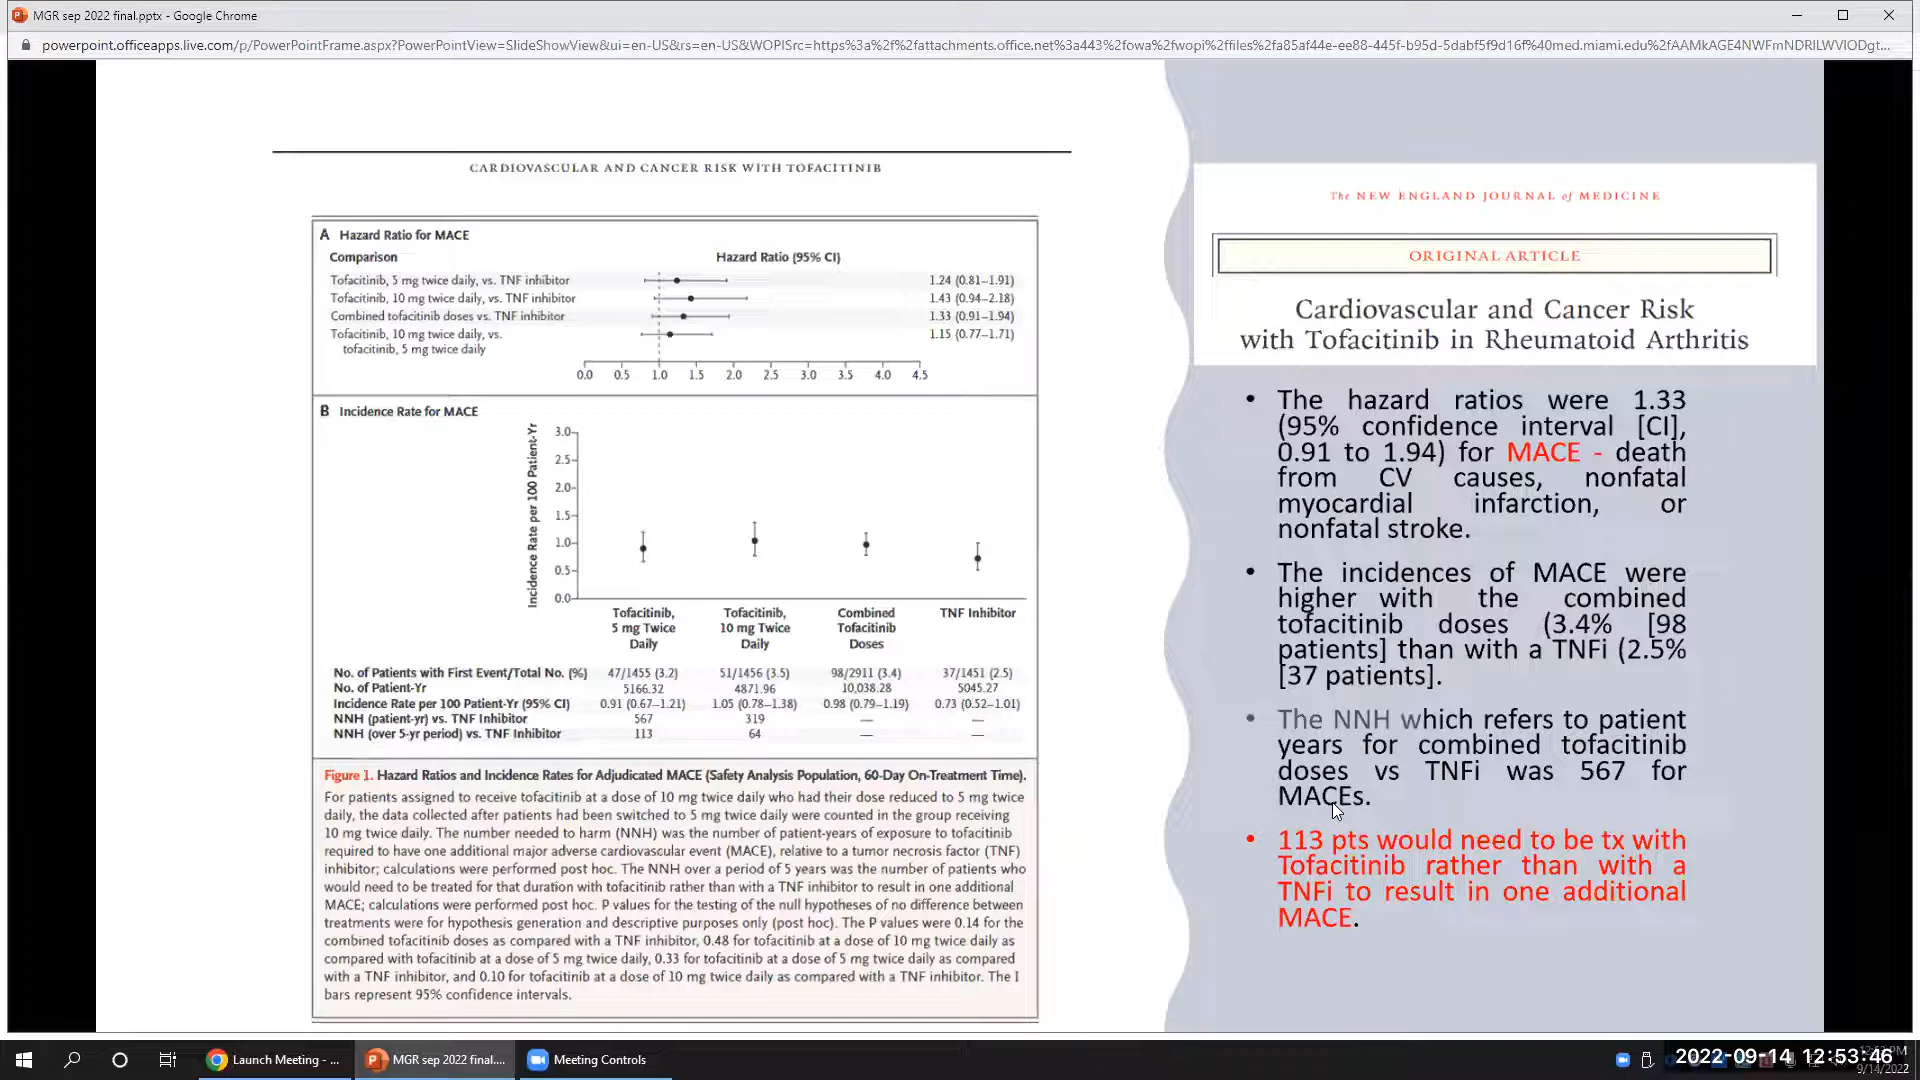 MGR sep 2022 final.pptx - Google Chrome
powerpoint.officeapps.live.com/p/PowerPointFrame.aspx?PowerPointView=SlideShowView&ui=en-US&rs=en-US&WOPISrc=https%3a%2f%2fattachments.office.net%3a443%2fowa%2fwopi%2ffiles%2fa85af44e-ee88-445f-b95d-5dabf5f9d16f%40med.miami.edu%2fAAMkAGE4NWFmNDRlLWVlODgt...
CARDIOVASCULAR AND CANCER RISK WITH TOFACITINIB
A Hazard Ratio for MACE
Comparison Hazard Ratio (95% CI)
Tofacitinib, 5 mg twice daily, vs. TNF inhibitor 1.24 (0.81–1.91)
Tofacitinib, 10 mg twice daily, vs. TNF inhibitor 1.43 (0.94–2.18)
Combined tofacitinib doses vs. TNF inhibitor 1.33 (0.91–1.94)
Tofacitinib, 10 mg twice daily, vs. 1.15 (0.77–1.71)
tofacitinib, 5 mg twice daily
0.0 0.5 1.0 1.5 2.0 2.5 3.0 3.5 4.0 4.5
B Incidence Rate for MACE
Incidence Rate per 100 Patient-Yr
3.0
2.5
2.0
1.5
1.0
0.5
0.0
Tofacitinib, Tofacitinib, Combined TNF Inhibitor
5 mg Twice 10 mg Twice Tofacitinib
Daily Daily Doses
No. of Patients with First Event/Total No. (%) 47/1455 (3.2) 51/1456 (3.5) 98/2911 (3.4) 37/1451 (2.5)
No. of Patient-Yr 5166.32 4871.96 10,038.28 5045.27
Incidence Rate per 100 Patient-Yr (95% CI) 0.91 (0.67–1.21) 1.05 (0.78–1.38) 0.98 (0.79–1.19) 0.73 (0.52–1.01)
NNH (patient-yr) vs. TNF Inhibitor 567 319 — —
NNH (over 5-yr period) vs. TNF Inhibitor 113 64 — —
Figure 1. Hazard Ratios and Incidence Rates for Adjudicated MACE (Safety Analysis Population, 60-Day On-Treatment Time).
For patients assigned to receive tofacitinib at a dose of 10 mg twice daily who had their dose reduced to 5 mg twice
daily, the data collected after patients had been switched to 5 mg twice daily were counted in the group receiving
10 mg twice daily. The number needed to harm (NNH) was the number of patient-years of exposure to tofacitinib
required to have one additional major adverse cardiovascular event (MACE), relative to a tumor necrosis factor (TNF)
inhibitor; calculations were performed post hoc. The NNH over a period of 5 years was the number of patients who
would need to be treated for that duration with tofacitinib rather than with a TNF inhibitor to result in one additional
MACE; calculations were performed post hoc. P values for the testing of the null hypotheses of no difference between
treatments were for hypothesis generation and descriptive purposes only (post hoc). The P values were 0.14 for the
combined tofacitinib doses as compared with a TNF inhibitor, 0.48 for tofacitinib at a dose of 10 mg twice daily as
compared with tofacitinib at a dose of 5 mg twice daily, 0.33 for tofacitinib at a dose of 5 mg twice daily as compared
with a TNF inhibitor, and 0.10 for tofacitinib at a dose of 10 mg twice daily as compared with a TNF inhibitor. The I
bars represent 95% confidence intervals.
The NEW ENGLAND JOURNAL of MEDICINE
ORIGINAL ARTICLE
Cardiovascular and Cancer Risk
with Tofacitinib in Rheumatoid Arthritis
• The hazard ratios were 1.33
(95% confidence interval [CI],
0.91 to 1.94) for MACE - death
from CV causes, nonfatal
myocardial infarction, or
nonfatal stroke.
• The incidences of MACE were
higher with the combined
tofacitinib doses (3.4% [98
patients] than with a TNFi (2.5%
[37 patients].
• The NNH which refers to patient
years for combined tofacitinib
doses vs TNFi was 567 for
MACEs.
• 113 pts would need to be tx with
Tofacitinib rather than with a
TNFi to result in one additional
MACE.
Launch Meeting - ...
MGR sep 2022 final....
Meeting Controls
2022-09-14 12:53:46
9/14/2022